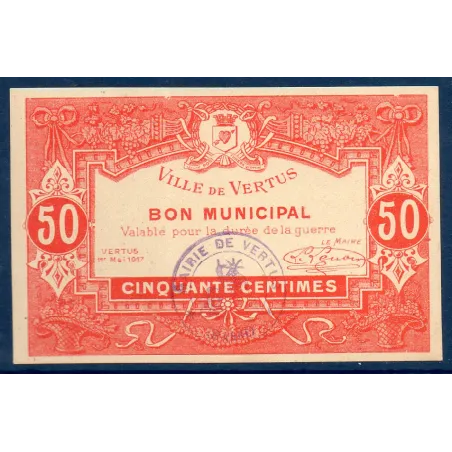 VILLE DE VERTUS
BON MUNICIPAL
Valable pour la durée de la guerre
50
50
VERTUS
1er Mai 1917
LE MAIRE
MAIRIE DE VERTUS
CINQUANTE CENTIMES